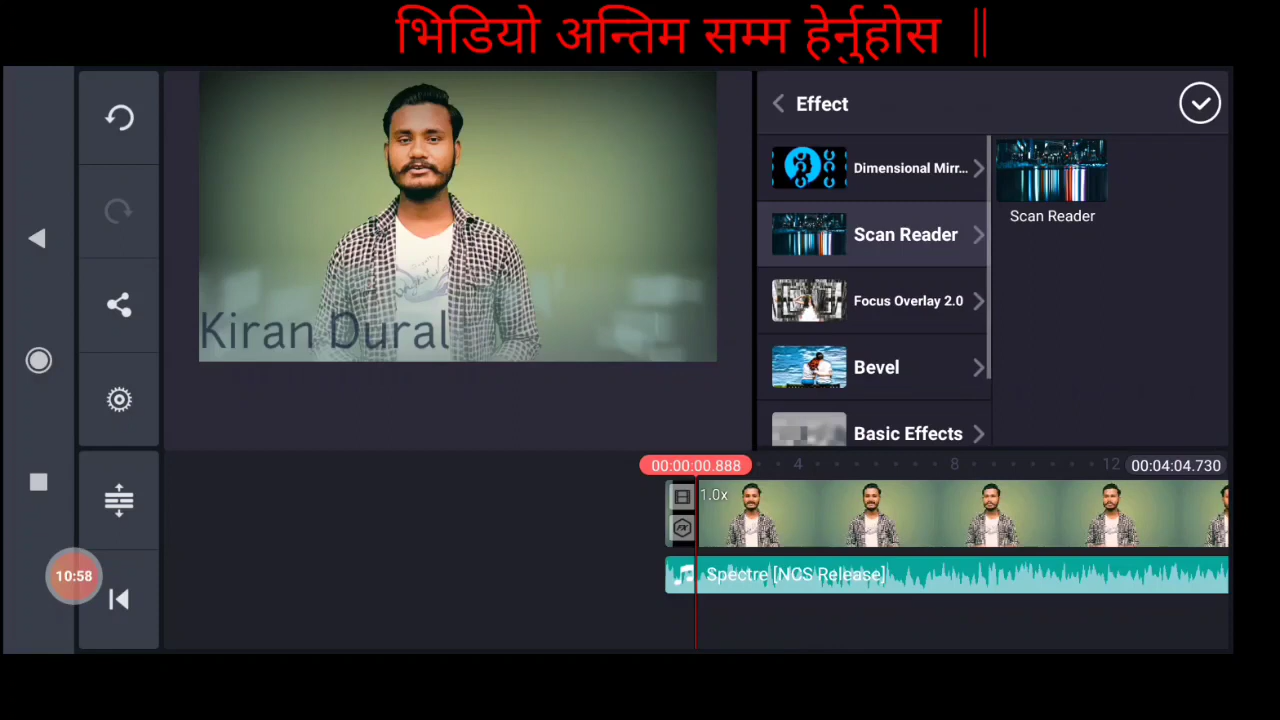 भिडियो अन्तिम सम्म हेर्नुहोस ॥
Effect
Dimensional Mirr...
Scan Reader
Scan Reader
Focus Overlay 2.0
Bevel
Basic Effects
Kiran Dural
00:00:00.888
4
8
12
00:04:04.730
1.0x
Spectre [NCS Release]
10:58